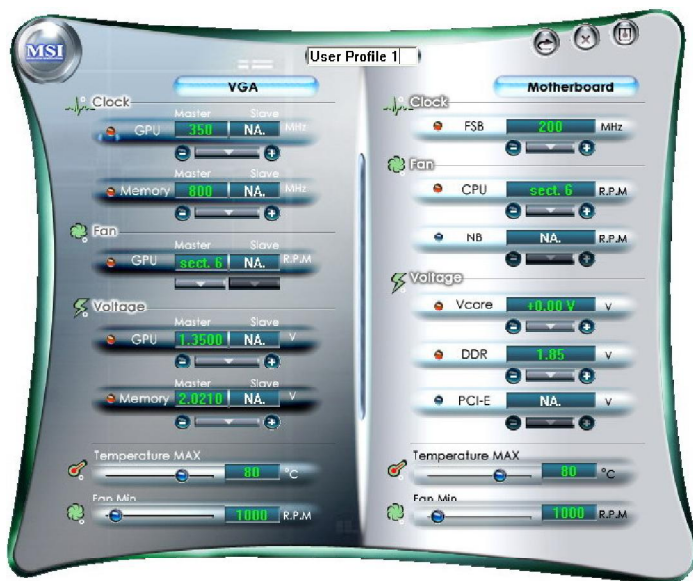 MSI
User Profile 1
VGA
Clock
Master Slave
GPU 350 NA. MHz
Master Slave
Memory 800 NA. MHz
Fan
Master Slave
GPU sect. 6 NA. R.P.M
Voltage
Master Slave
GPU 1.3500 NA. V
Master Slave
Memory 2.0210 NA. V
Temperature MAX
80 °C
Fan Min
1000 R.P.M
Motherboard
Clock
FSB 200 MHz
Fan
CPU sect. 6 R.P.M
NB NA. R.P.M
Voltage
Vcore +0.00 V V
DDR 1.85 V
PCI-E NA. V
Temperature MAX
80 °C
Fan Min
1000 R.P.M